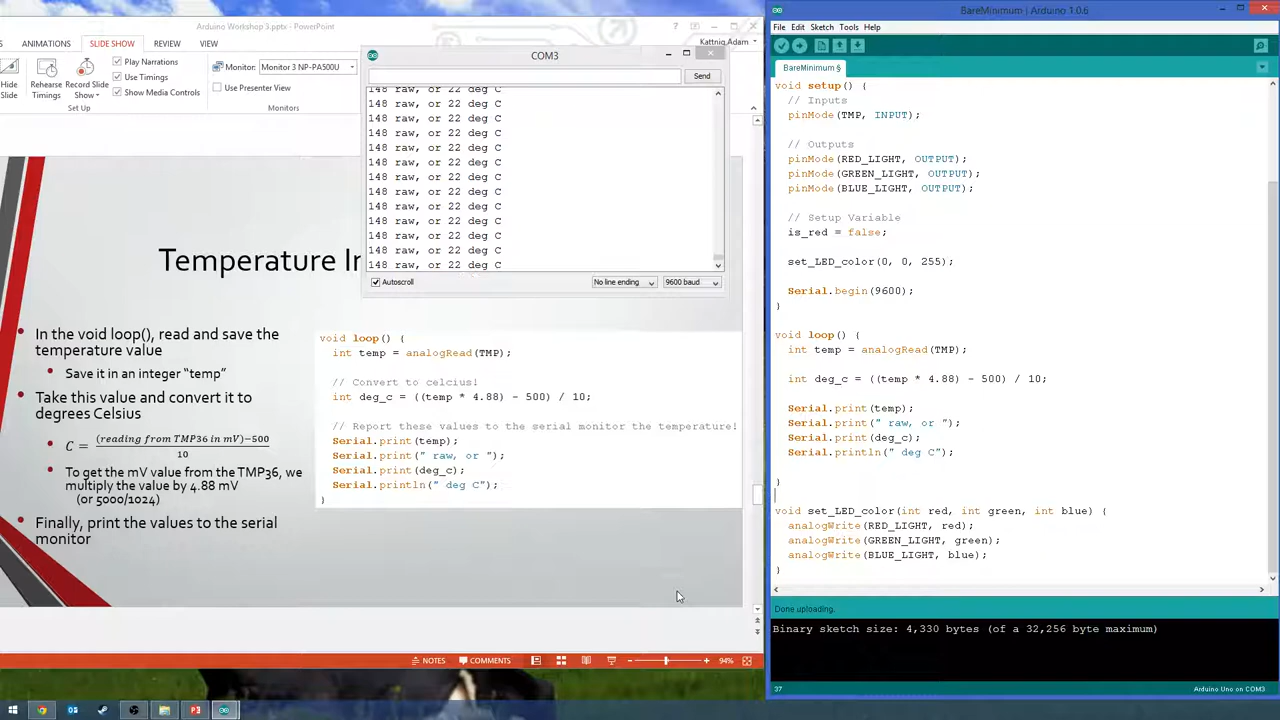 Arduino Workshop 3.pptx - PowerPoint
ANIMATIONS
SLIDE SHOW
REVIEW
VIEW
Kattnig Adam
Hide
Slide
Rehearse
Timings
Record Slide
Show
Play Narrations
Use Timings
Show Media Controls
Set Up
Monitor:
Monitor 3 NP-PA500U
Use Presenter View
Monitors
COM3
Send
148 raw, or 22 deg C
148 raw, or 22 deg C
148 raw, or 22 deg C
148 raw, or 22 deg C
148 raw, or 22 deg C
148 raw, or 22 deg C
148 raw, or 22 deg C
148 raw, or 22 deg C
148 raw, or 22 deg C
148 raw, or 22 deg C
148 raw, or 22 deg C
148 raw, or 22 deg C
148 raw, or 22 deg C
Autoscroll
No line ending
9600 baud
Temperature In
In the void loop(), read and save the
temperature value
Save it in an integer “temp”
Take this value and convert it to
degrees Celsius
C = (reading from TMP36 in mV)−500
10
To get the mV value from the TMP36, we
multiply the value by 4.88 mV
(or 5000/1024)
Finally, print the values to the serial
monitor
void loop() {
int temp = analogRead(TMP);
// Convert to celcius!
int deg_c = ((temp * 4.88) - 500) / 10;
// Report these values to the serial monitor the temperature!
Serial.print(temp);
Serial.print(" raw, or ");
Serial.print(deg_c);
Serial.println(" deg C");
}
NOTES
COMMENTS
94%
BareMinimum | Arduino 1.0.6
File Edit Sketch Tools Help
BareMinimum §
void setup() {
// Inputs
pinMode(TMP, INPUT);
// Outputs
pinMode(RED_LIGHT, OUTPUT);
pinMode(GREEN_LIGHT, OUTPUT);
pinMode(BLUE_LIGHT, OUTPUT);
// Setup Variable
is_red = false;
set_LED_color(0, 0, 255);
Serial.begin(9600);
}
void loop() {
int temp = analogRead(TMP);
int deg_c = ((temp * 4.88) - 500) / 10;
Serial.print(temp);
Serial.print(" raw, or ");
Serial.print(deg_c);
Serial.println(" deg C");
}
void set_LED_color(int red, int green, int blue) {
analogWrite(RED_LIGHT, red);
analogWrite(GREEN_LIGHT, green);
analogWrite(BLUE_LIGHT, blue);
}
Done uploading.
Binary sketch size: 4,330 bytes (of a 32,256 byte maximum)
37
Arduino Uno on COM3